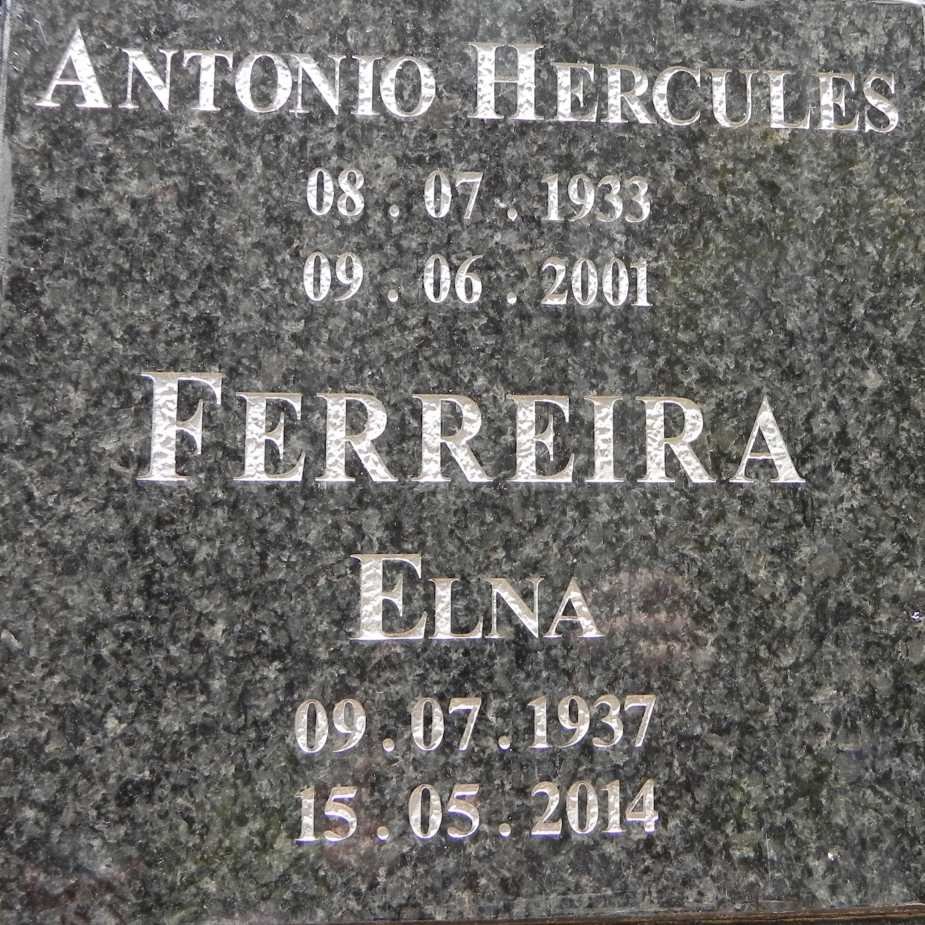 ANTONIO HERCULES
08 . 07 . 1933
09 . 06 . 2001
FERREIRA
ELNA
09 . 07 . 1937
15 . 05 . 2014